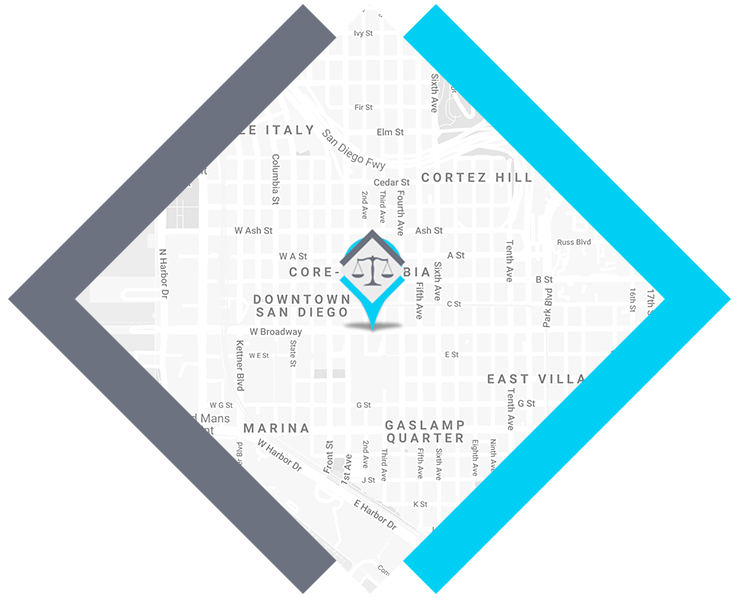 Ivy St
Sixth Ave
Dr
Fir St
Elm St
LE ITALY
San Diego Fwy
CORTEZ HILL
Columbia St
Cedar St
2nd Ave
Third Ave
Fourth Ave
W Ash St
Ash St
Russ Blvd
N Harbor Dr
W A St
A St
Tenth Ave
CORE-
BIA
Sixth Ave
B St
Fifth Ave
Park Blvd
16th St
17th St
DOWNTOWN
SAN DIEGO
C St
W Broadway
Kettner Blvd
State St
W E St
E St
EAST VILLA
Tenth Ave
W G St
G St
G St
d Mans
nt
MARINA
GASLAMP
QUARTER
W Harbor Dr
Front St
1st Ave
2nd Ave
Third Ave
Fifth Ave
Sixth Ave
Eighth Ave
Ninth Ave
J St
K St
E Harbor Dr
Com